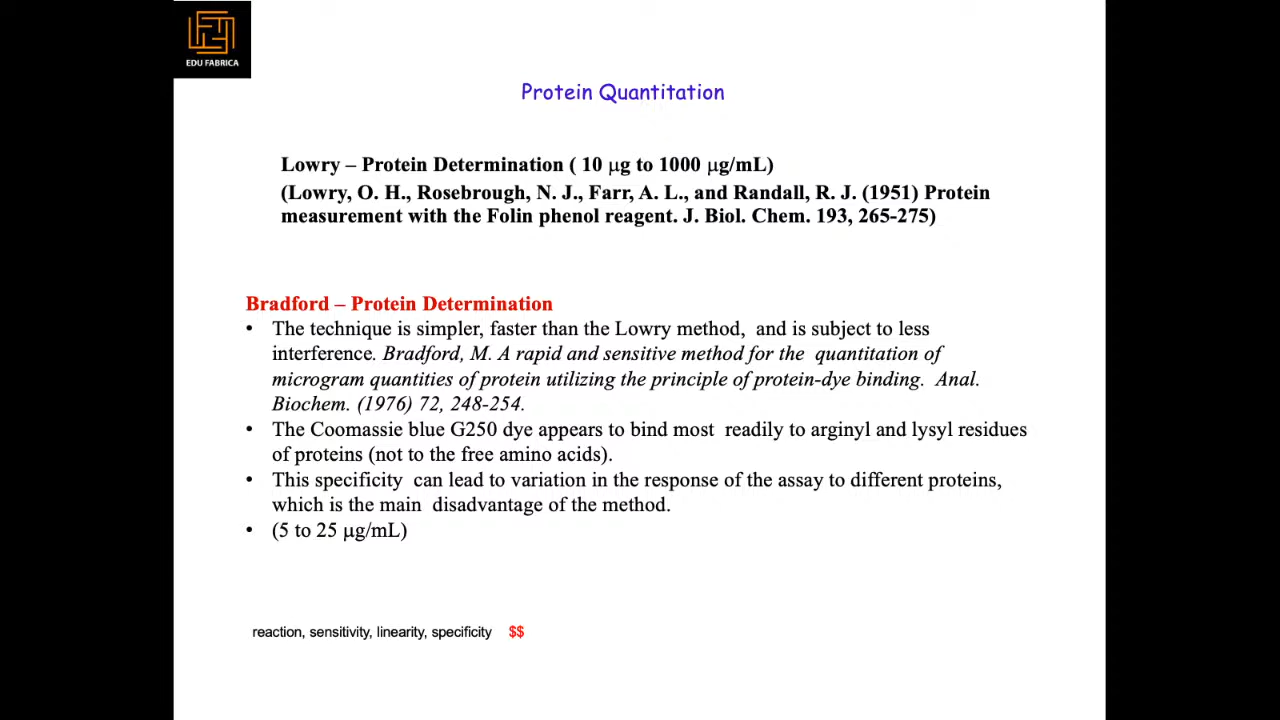 EDU FABRICA
Protein Quantitation
Lowry – Protein Determination ( 10 μg to 1000 μg/mL)
(Lowry, O. H., Rosebrough, N. J., Farr, A. L., and Randall, R. J. (1951) Protein
measurement with the Folin phenol reagent. J. Biol. Chem. 193, 265-275)
Bradford – Protein Determination
• The technique is simpler, faster than the Lowry method, and is subject to less
interference. Bradford, M. A rapid and sensitive method for the quantitation of
microgram quantities of protein utilizing the principle of protein-dye binding. Anal.
Biochem. (1976) 72, 248-254.
• The Coomassie blue G250 dye appears to bind most readily to arginyl and lysyl residues
of proteins (not to the free amino acids).
• This specificity can lead to variation in the response of the assay to different proteins,
which is the main disadvantage of the method.
• (5 to 25 μg/mL)
reaction, sensitivity, linearity, specificity $$